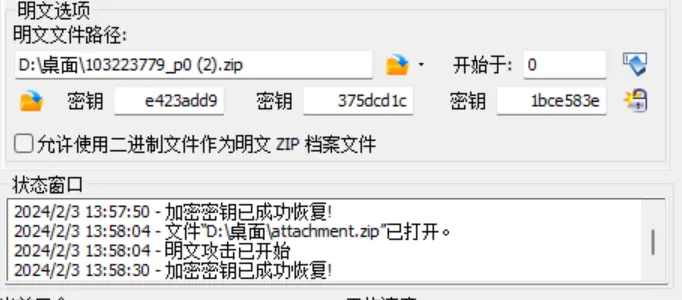 明文选项
明文文件路径:
D:\桌面\103223779_p0 (2).zip 开始于: 0
密钥 e423add9 密钥 375dcd1c 密钥 1bce583e
允许使用二进制文件作为明文 ZIP 档案文件
状态窗口
2024/2/3 13:57:50 - 加密密钥已成功恢复!
2024/2/3 13:58:04 - 文件“D:\桌面\attachment.zip”已打开。
2024/2/3 13:58:04 - 明文攻击已开始
2024/2/3 13:58:30 - 加密密钥已成功恢复!